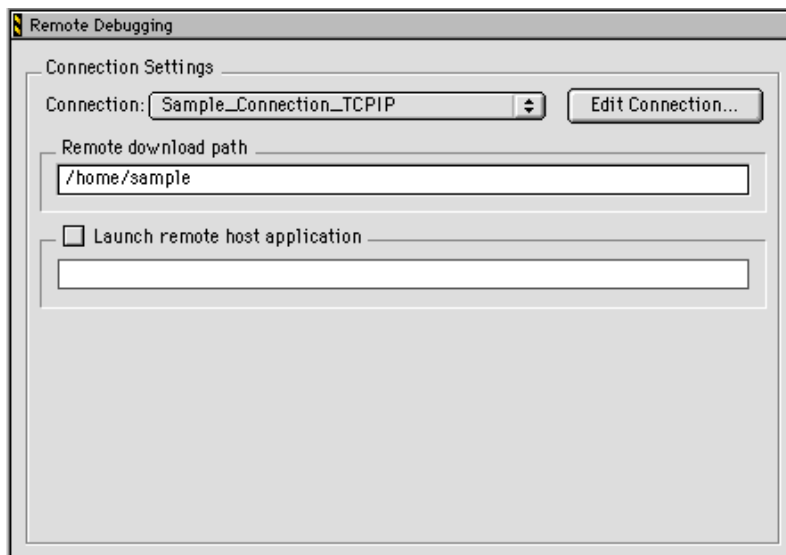 Remote Debugging
Connection Settings
Connection: Sample_Connection_TCPIP Edit Connection...
Remote download path
/home/sample
Launch remote host application